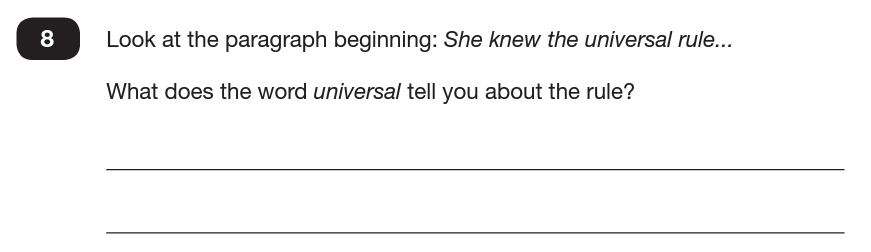 8 Look at the paragraph beginning: She knew the universal rule...
What does the word universal tell you about the rule?